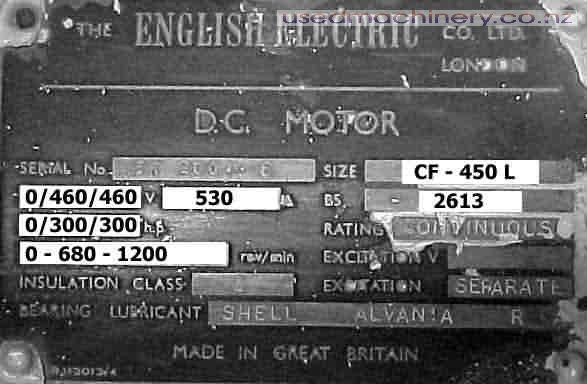 usedmachinery.co.nz
THE ENGLISH ELECTRIC CO. LTD.
LONDON
D.C. MOTOR
SERIAL No SIZE CF - 450 L
0/460/460 V 530 A BS. - 2613
0/300/300 h.p. RATING CONTINUOUS
0 - 680 - 1200 rev/min EXCITATION V
INSULATION CLASS EXCITATION SEPARATE
BEARING LUBRICANT SHELL ALVANIA R
MADE IN GREAT BRITAIN